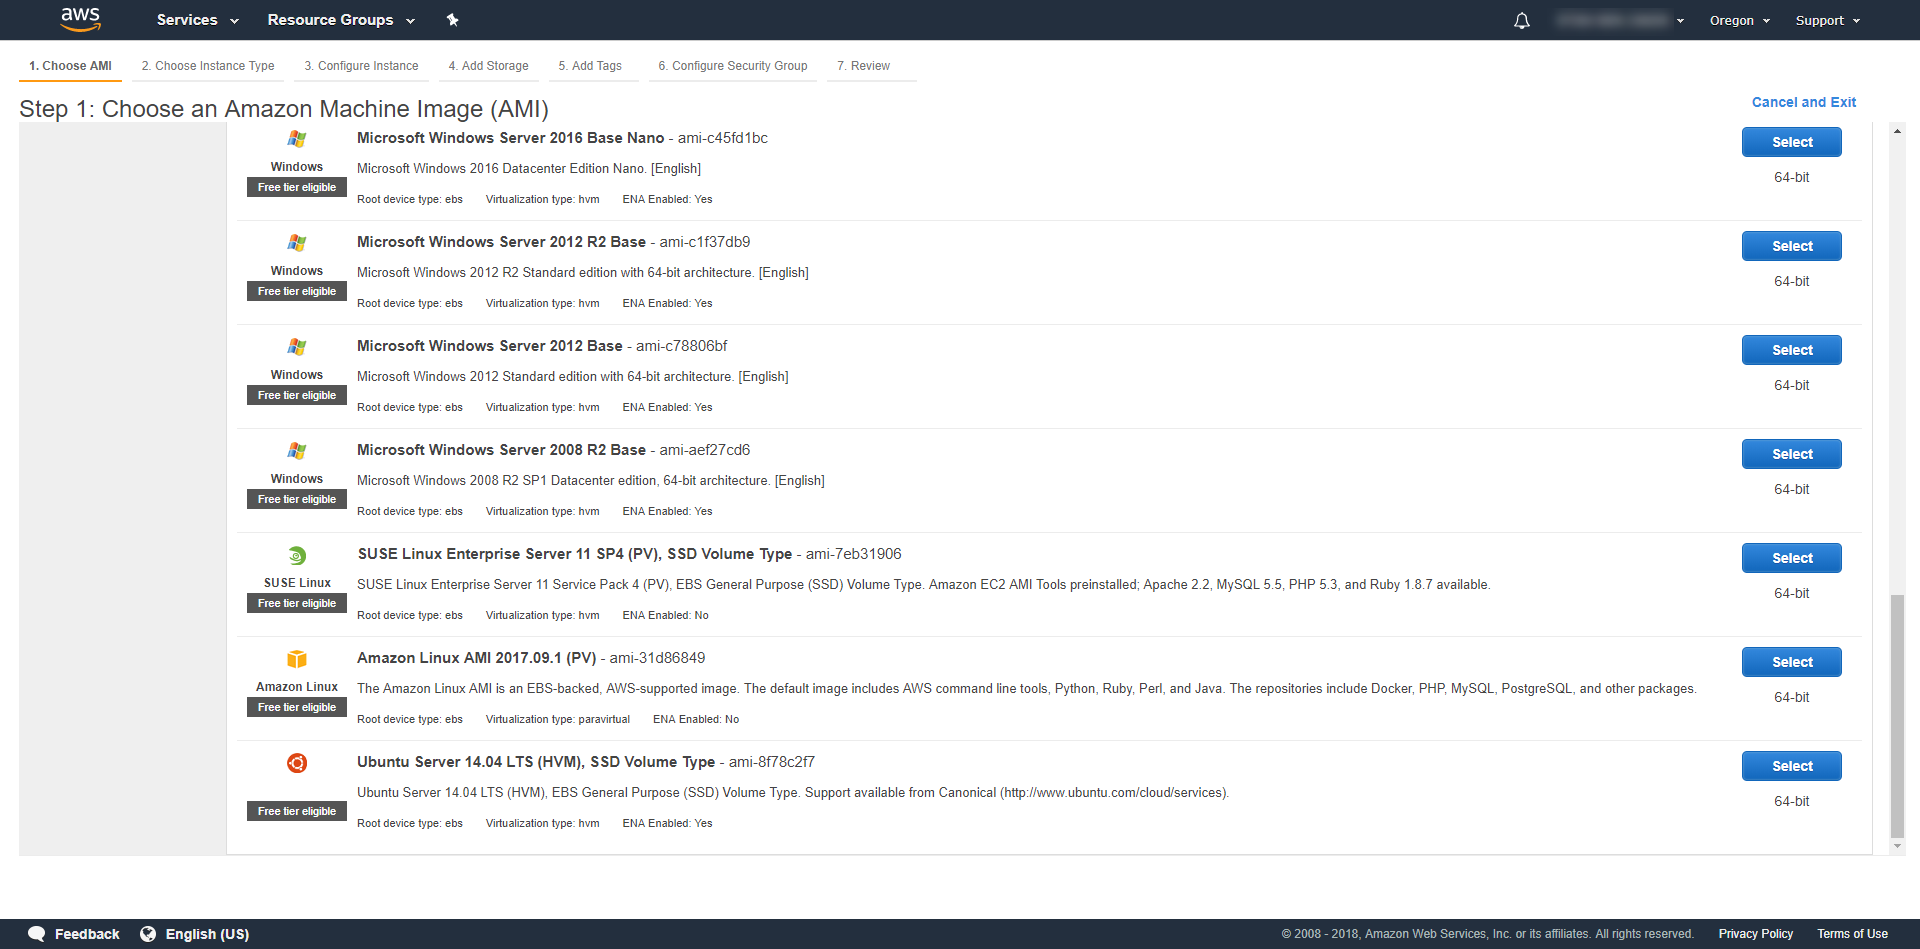 aws Services Resource Groups Oregon Support
1. Choose AMI 2. Choose Instance Type 3. Configure Instance 4. Add Storage 5. Add Tags 6. Configure Security Group 7. Review
Step 1: Choose an Amazon Machine Image (AMI) Cancel and Exit
Microsoft Windows Server 2016 Base Nano - ami-c45fd1bc Select
Windows Microsoft Windows 2016 Datacenter Edition Nano. [English] 64-bit
Free tier eligible
Root device type: ebs Virtualization type: hvm ENA Enabled: Yes
Microsoft Windows Server 2012 R2 Base - ami-c1f37db9 Select
Windows Microsoft Windows 2012 R2 Standard edition with 64-bit architecture. [English] 64-bit
Free tier eligible
Root device type: ebs Virtualization type: hvm ENA Enabled: Yes
Microsoft Windows Server 2012 Base - ami-c78806bf Select
Windows Microsoft Windows 2012 Standard edition with 64-bit architecture. [English] 64-bit
Free tier eligible
Root device type: ebs Virtualization type: hvm ENA Enabled: Yes
Microsoft Windows Server 2008 R2 Base - ami-aef27cd6 Select
Windows Microsoft Windows 2008 R2 SP1 Datacenter edition, 64-bit architecture. [English] 64-bit
Free tier eligible
Root device type: ebs Virtualization type: hvm ENA Enabled: Yes
SUSE Linux Enterprise Server 11 SP4 (PV), SSD Volume Type - ami-7eb31906 Select
SUSE Linux SUSE Linux Enterprise Server 11 Service Pack 4 (PV), EBS General Purpose (SSD) Volume Type. Amazon EC2 AMI Tools preinstalled; Apache 2.2, MySQL 5.5, PHP 5.3, and Ruby 1.8.7 available. 64-bit
Free tier eligible
Root device type: ebs Virtualization type: hvm ENA Enabled: No
Amazon Linux AMI 2017.09.1 (PV) - ami-31d86849 Select
Amazon Linux The Amazon Linux AMI is an EBS-backed, AWS-supported image. The default image includes AWS command line tools, Python, Ruby, Perl, and Java. The repositories include Docker, PHP, MySQL, PostgreSQL, and other packages. 64-bit
Free tier eligible
Root device type: ebs Virtualization type: paravirtual ENA Enabled: No
Ubuntu Server 14.04 LTS (HVM), SSD Volume Type - ami-8f78c2f7 Select
Ubuntu Server 14.04 LTS (HVM), EBS General Purpose (SSD) Volume Type. Support available from Canonical (http://www.ubuntu.com/cloud/services). 64-bit
Free tier eligible
Root device type: ebs Virtualization type: hvm ENA Enabled: Yes
Feedback English (US) © 2008 - 2018, Amazon Web Services, Inc. or its affiliates. All rights reserved. Privacy Policy Terms of Use